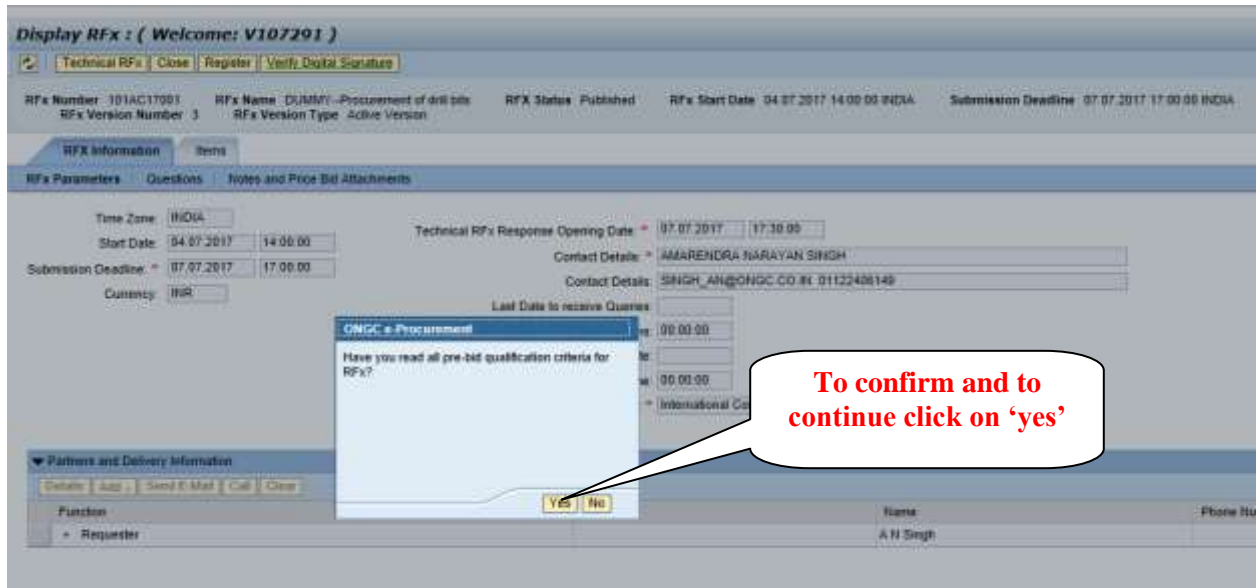 Display RFx : ( Welcome: V107291 )
Technical RFx Close Register Verify Digital Signature
RFx Number 101AC17001 RFx Name DUMMY--Procurement of drill bits RFX Status Published RFx Start Date 04.07.2017 14:00:00 INDIA Submission Deadline 07.07.2017 17:00:00 INDIA
RFx Version Number 3 RFx Version Type Active Version
RFX Information Items
RFx Parameters Questions Notes and Price Bid Attachments
Time Zone: INDIA
Technical RFx Response Opening Date: * 07.07.2017 17:30:00
Start Date: 04.07.2017 14:00:00
Contact Details: * AMARENDRA NARAYAN SINGH
Submission Deadline: * 07.07.2017 17:00:00
Contact Details: SINGH_AN@ONGC.CO.IN, 01122406149
Currency: INR
Last Date to receive Queries:
ONGC e-Procurement
00:00:00
Have you read all pre-bid qualification criteria for
RFx?
00:00:00
* International
To confirm and to
continue click on ‘yes’
Partners and Delivery Information
Details Add Send E-Mail Call Clear
Yes No
Function Name Phone Nu
Requester A N Singh